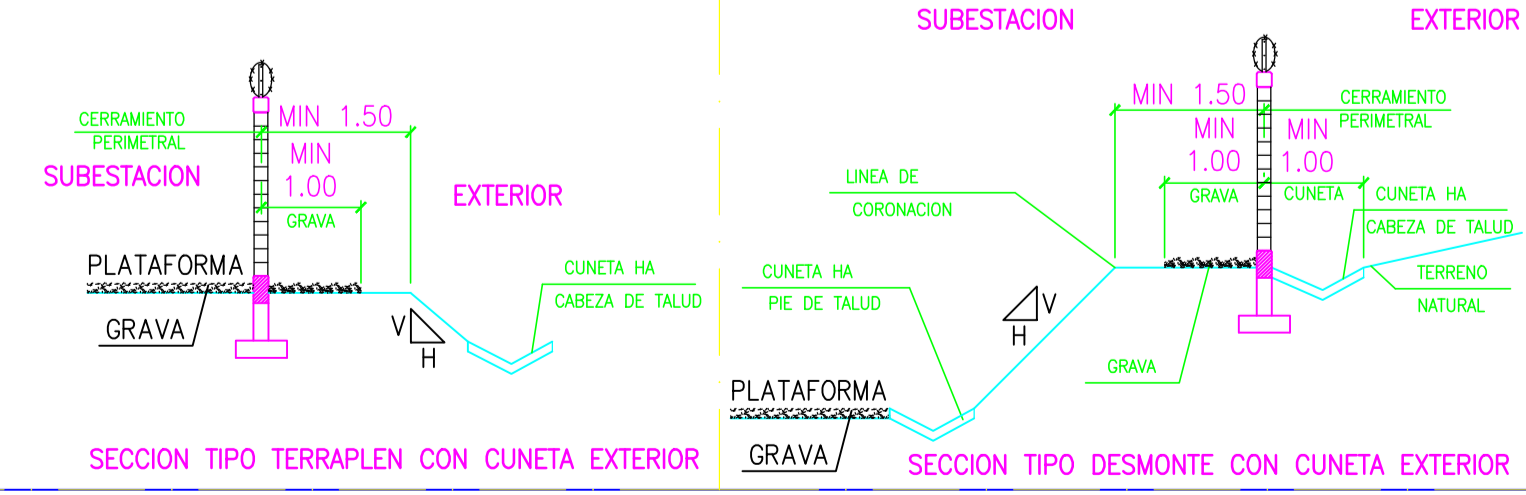 CERRAMIENTO
PERIMETRAL
MIN 1.50
SUBESTACION
MIN
1.00
GRAVA
EXTERIOR
PLATAFORMA
GRAVA
V
H
CUNETA HA
CABEZA DE TALUD
SECCION TIPO TERRAPLEN CON CUNETA EXTERIOR
SUBESTACION
EXTERIOR
MIN 1.50
CERRAMIENTO
PERIMETRAL
MIN
1.00
MIN
1.00
GRAVA
CUNETA
LINEA DE
CORONACION
CUNETA HA
CABEZA DE TALUD
CUNETA HA
PIE DE TALUD
TERRENO
NATURAL
V
H
GRAVA
PLATAFORMA
GRAVA
SECCION TIPO DESMONTE CON CUNETA EXTERIOR